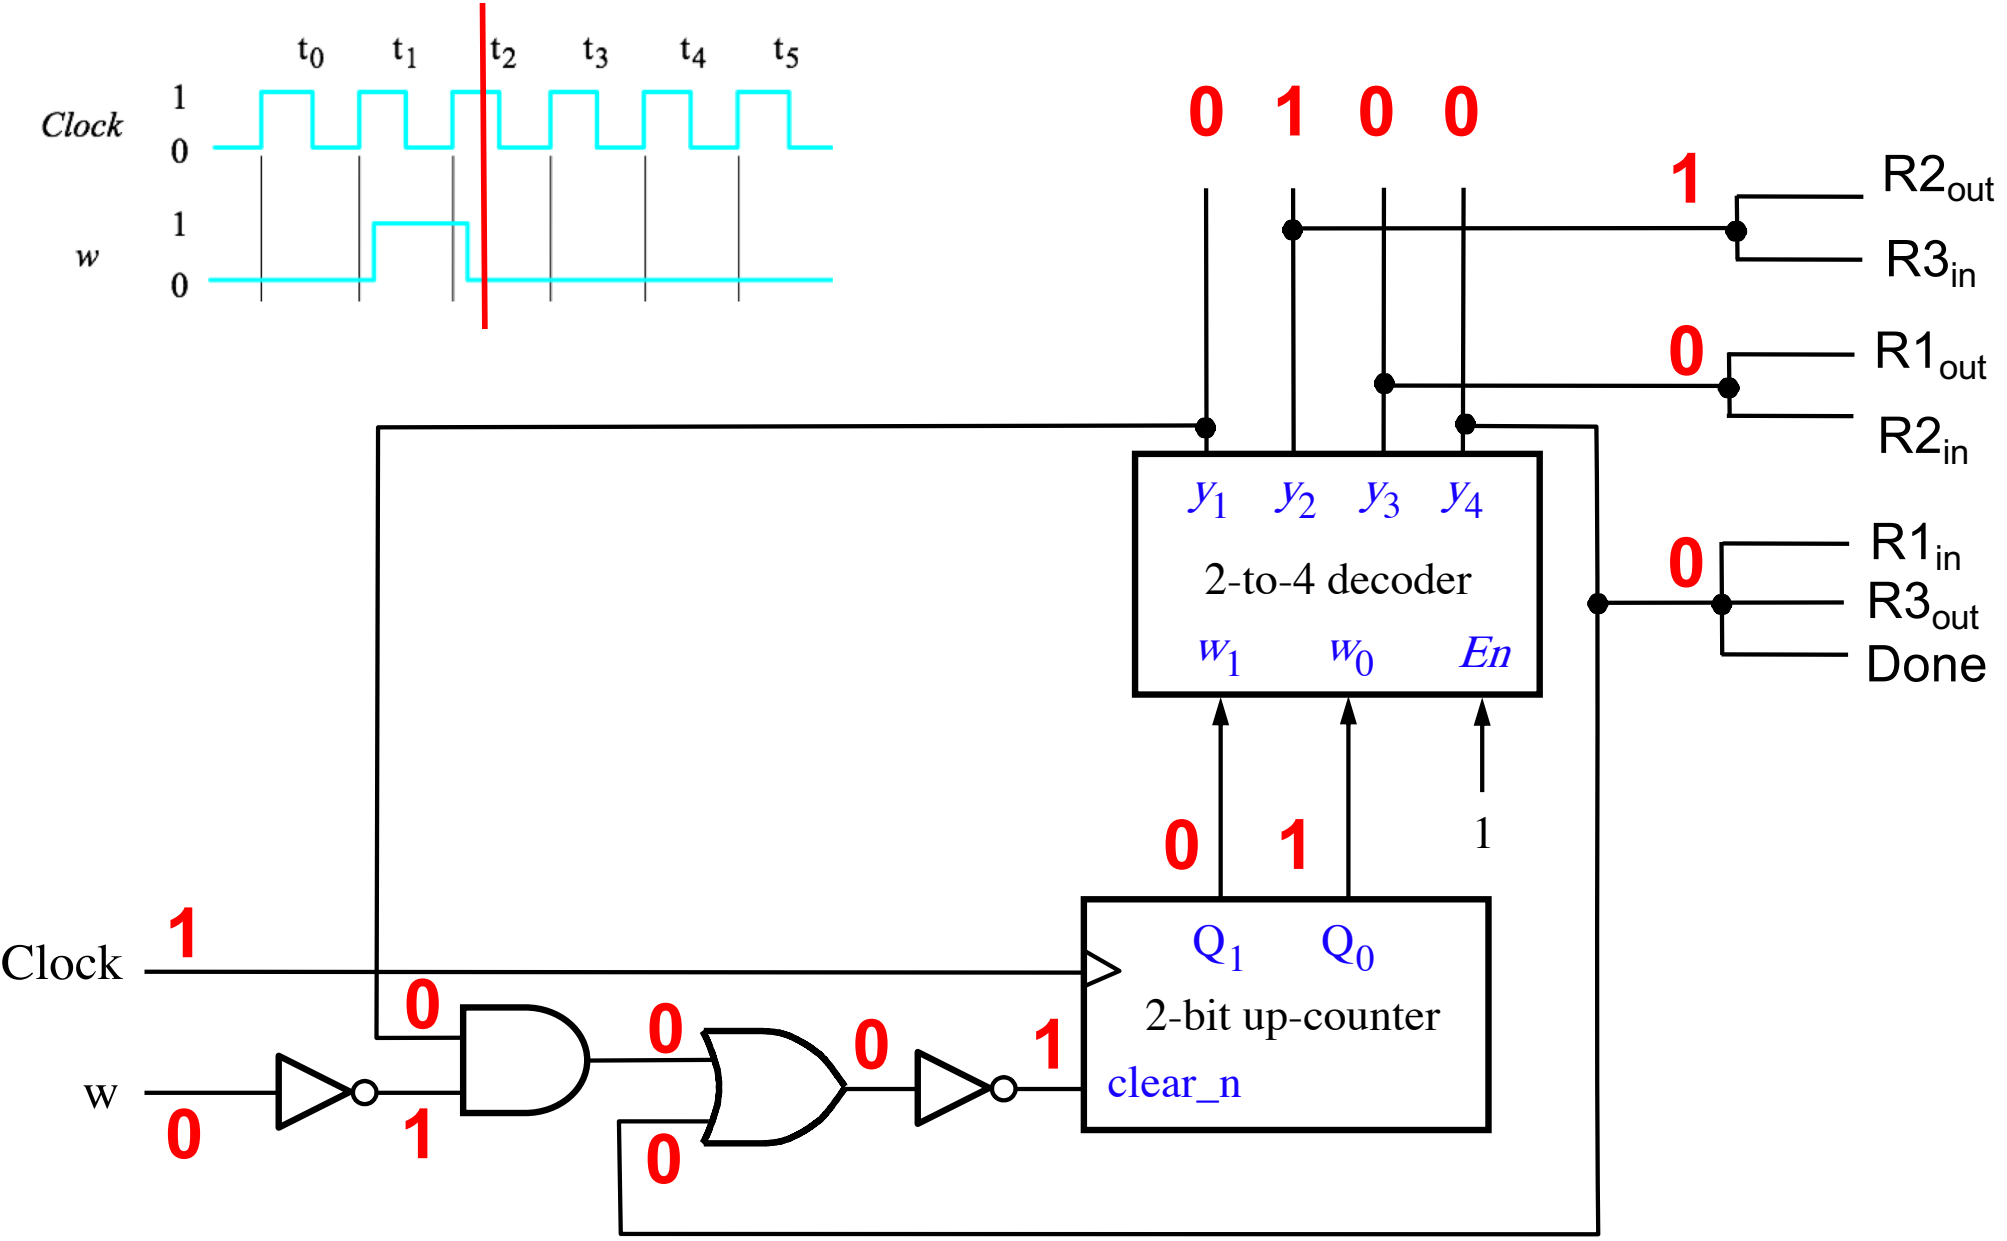 t0 t1 t2 t3 t4 t5
1
Clock
0
1
w
0
0 1 0 0
1
R2out
R3in
0
R1out
R2in
y1 y2 y3 y4
2-to-4 decoder
w1 w0 En
0
R1in
R3out
Done
0 1
1
1
Clock
Q1 Q0
2-bit up-counter
clear_n
0
0
0
1
w
0
1
0